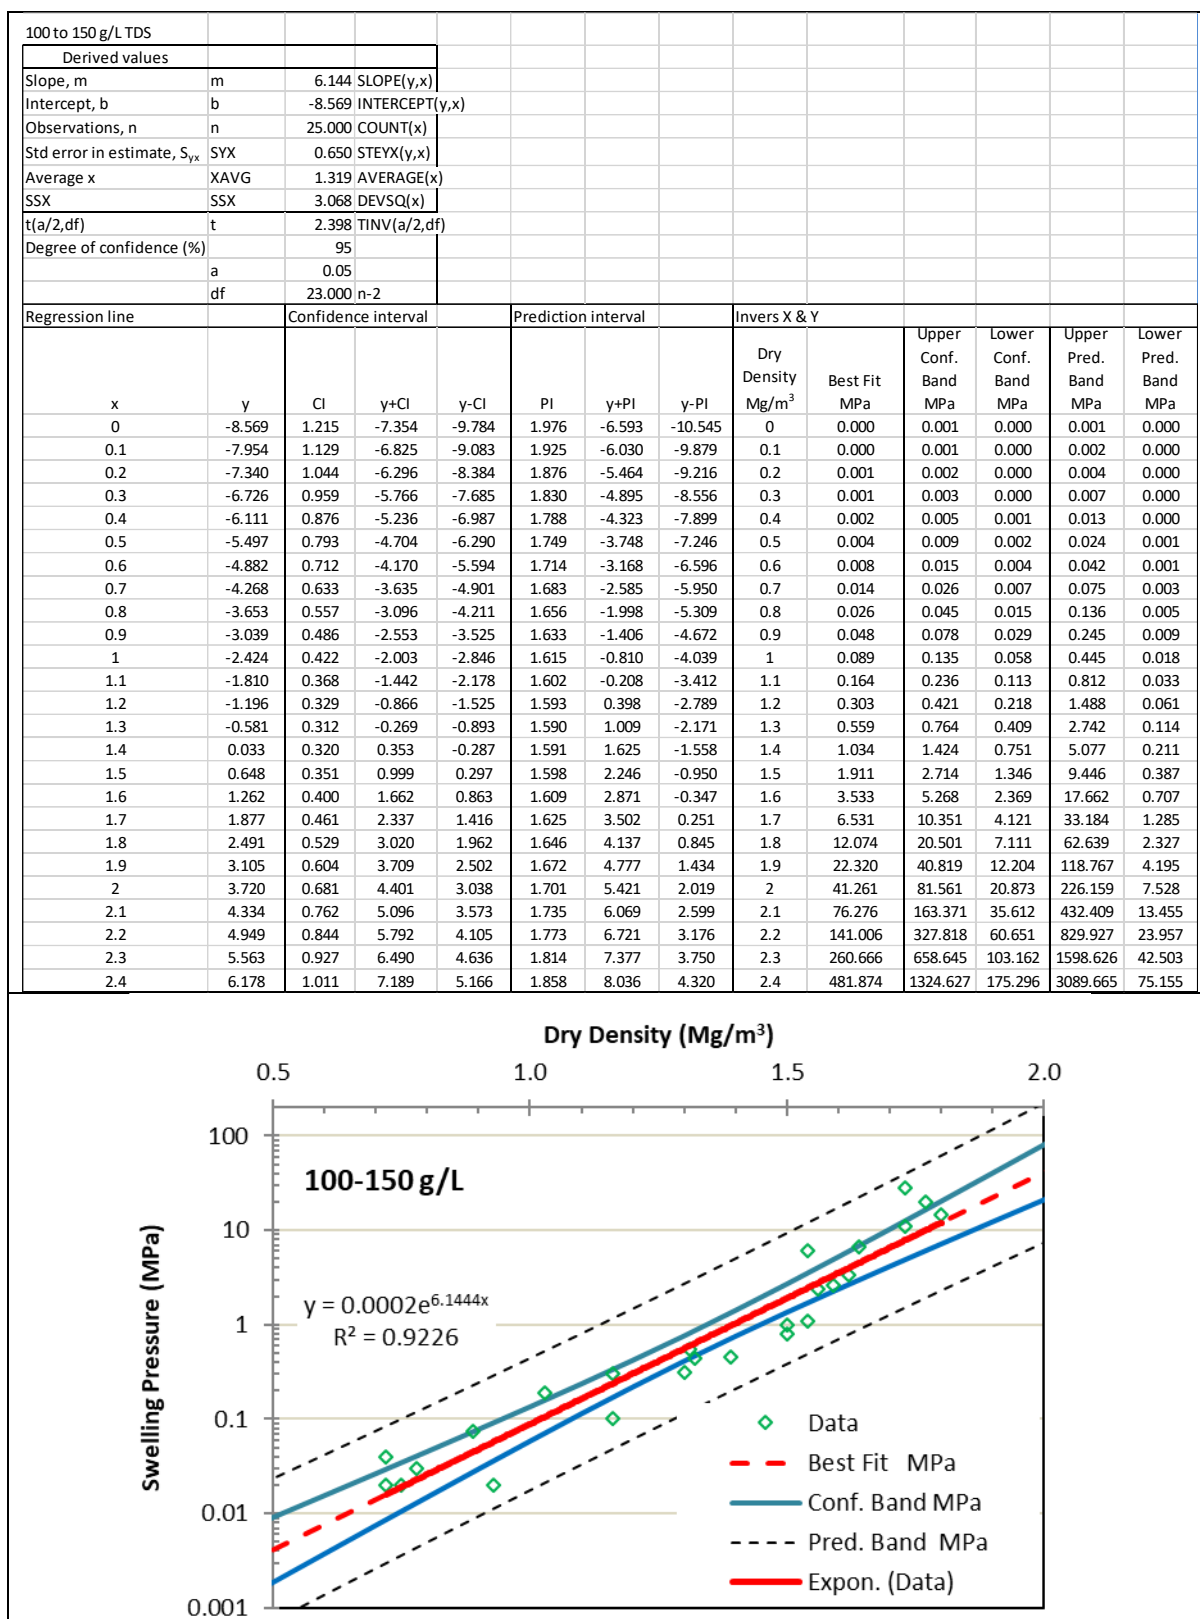 100 to 150 g/L TDS
Derived values
Slope, m m 6.144 SLOPE(y,x)
Intercept, b b -8.569 INTERCEPT(y,x)
Observations, n n 25.000 COUNT(x)
Std error in estimate, Syx SYX 0.650 STEYX(y,x)
Average x XAVG 1.319 AVERAGE(x)
SSX SSX 3.068 DEVSQ(x)
t(a/2,df) t 2.398 TINV(a/2,df)
Degree of confidence (%) 95
a 0.05
df 23.000 n-2
Regression line Confidence interval Prediction interval Invers X & Y
x y CI y+CI y-CI PI y+PI y-PI Dry Density Mg/m³ Best Fit MPa Upper Conf. Band MPa Lower Conf. Band MPa Upper Pred. Band MPa Lower Pred. Band MPa
0 -8.569 1.215 -7.354 -9.784 1.976 -6.593 -10.545 0 0.000 0.001 0.000 0.001 0.000
0.1 -7.954 1.129 -6.825 -9.083 1.925 -6.030 -9.879 0.1 0.000 0.001 0.000 0.002 0.000
0.2 -7.340 1.044 -6.296 -8.384 1.876 -5.464 -9.216 0.2 0.001 0.002 0.000 0.004 0.000
0.3 -6.726 0.959 -5.766 -7.685 1.830 -4.895 -8.556 0.3 0.001 0.003 0.000 0.007 0.000
0.4 -6.111 0.876 -5.236 -6.987 1.788 -4.323 -7.899 0.4 0.002 0.005 0.001 0.013 0.000
0.5 -5.497 0.793 -4.704 -6.290 1.749 -3.748 -7.246 0.5 0.004 0.009 0.002 0.024 0.001
0.6 -4.882 0.712 -4.170 -5.594 1.714 -3.168 -6.596 0.6 0.008 0.015 0.004 0.042 0.001
0.7 -4.268 0.633 -3.635 -4.901 1.683 -2.585 -5.950 0.7 0.014 0.026 0.007 0.075 0.003
0.8 -3.653 0.557 -3.096 -4.211 1.656 -1.998 -5.309 0.8 0.026 0.045 0.015 0.136 0.005
0.9 -3.039 0.486 -2.553 -3.525 1.633 -1.406 -4.672 0.9 0.048 0.078 0.029 0.245 0.009
1 -2.424 0.422 -2.003 -2.846 1.615 -0.810 -4.039 1 0.089 0.135 0.058 0.445 0.018
1.1 -1.810 0.368 -1.442 -2.178 1.602 -0.208 -3.412 1.1 0.164 0.236 0.113 0.812 0.033
1.2 -1.196 0.329 -0.866 -1.525 1.593 0.398 -2.789 1.2 0.303 0.421 0.218 1.488 0.061
1.3 -0.581 0.312 -0.269 -0.893 1.590 1.009 -2.171 1.3 0.559 0.764 0.409 2.742 0.114
1.4 0.033 0.320 0.353 -0.287 1.591 1.625 -1.558 1.4 1.034 1.424 0.751 5.077 0.211
1.5 0.648 0.351 0.999 0.297 1.598 2.246 -0.950 1.5 1.911 2.714 1.346 9.446 0.387
1.6 1.262 0.400 1.662 0.863 1.609 2.871 -0.347 1.6 3.533 5.268 2.369 17.662 0.707
1.7 1.877 0.461 2.337 1.416 1.625 3.502 0.251 1.7 6.531 10.351 4.121 33.184 1.285
1.8 2.491 0.529 3.020 1.962 1.646 4.137 0.845 1.8 12.074 20.501 7.111 62.639 2.327
1.9 3.105 0.604 3.709 2.502 1.672 4.777 1.434 1.9 22.320 40.819 12.204 118.767 4.195
2 3.720 0.681 4.401 3.038 1.701 5.421 2.019 2 41.261 81.561 20.873 226.159 7.528
2.1 4.334 0.762 5.096 3.573 1.735 6.069 2.599 2.1 76.276 163.371 35.612 432.409 13.455
2.2 4.949 0.844 5.792 4.105 1.773 6.721 3.176 2.2 141.006 327.818 60.651 829.927 23.957
2.3 5.563 0.927 6.490 4.636 1.814 7.377 3.750 2.3 260.666 658.645 103.162 1598.626 42.503
2.4 6.178 1.011 7.189 5.166 1.858 8.036 4.320 2.4 481.874 1324.627 175.296 3089.665 75.155
Dry Density (Mg/m³)
0.5 1.0 1.5 2.0
100
10
1
0.1
0.01
0.001
Swelling Pressure (MPa)
100-150 g/L
y = 0.0002e^6.1444x
R² = 0.9226
Data
Best Fit MPa
Conf. Band MPa
Pred. Band MPa
Expon. (Data)